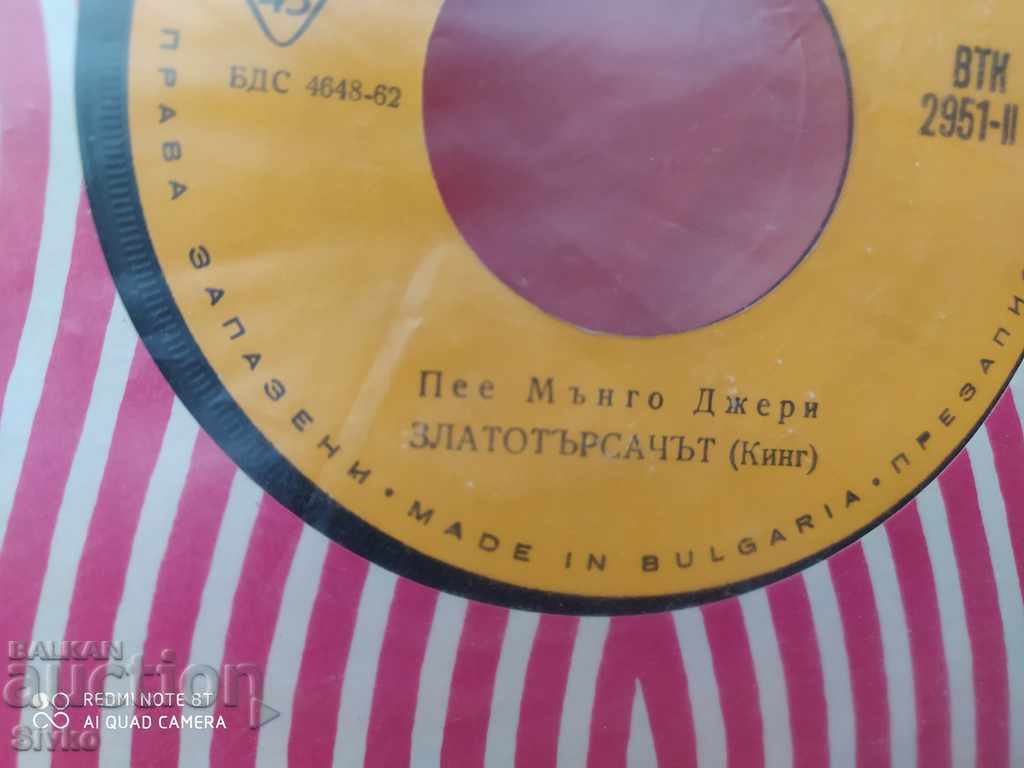 45
БДС 4648-62
ВТК
2951-II
Пее Мънго Джери
ЗЛАТОТЪРСАЧЪТ (Кинг)
ПРАВА ЗАПАЗЕНИ • MADE IN BULGARIA •
BALKAN
auction
REDMI NOTE 8T
AI QUAD CAMERA
Sivko